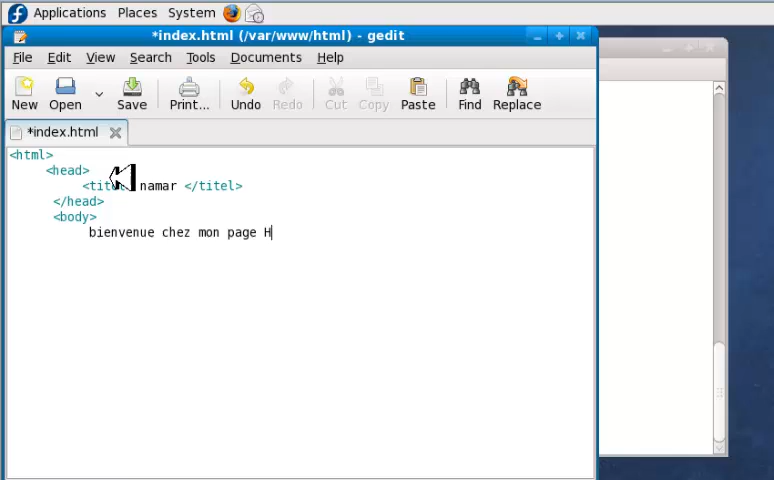 Applications Places System
*index.html (/var/www/html) - gedit
File Edit View Search Tools Documents Help
New Open Save Print... Undo Redo Cut Copy Paste Find Replace
*index.html
<html>
<head>
namar </titel>
</head>
<body>
bienvenue chez mon page H